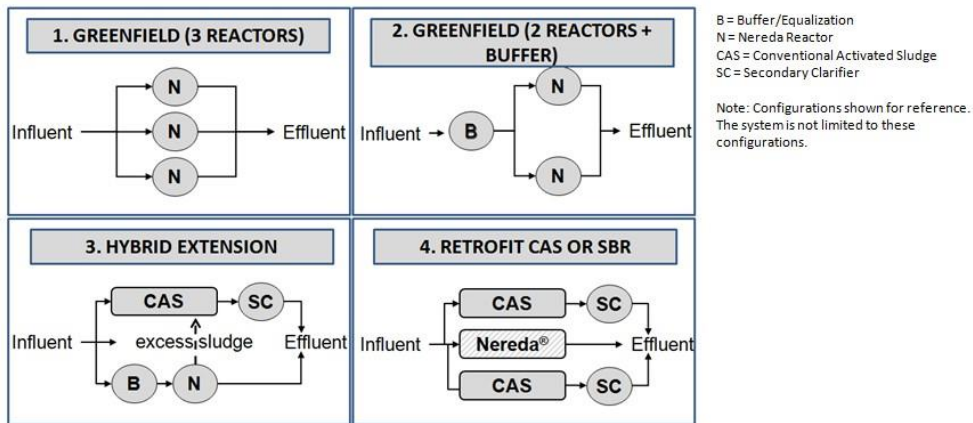 1. GREENFIELD (3 REACTORS)
N
Influent
N
Effluent
N
2. GREENFIELD (2 REACTORS +
BUFFER)
N
Influent
B
Effluent
N
B = Buffer/Equalization
N = Nereda Reactor
CAS = Conventional Activated Sludge
SC = Secondary Clarifier
Note: Configurations shown for reference.
The system is not limited to these
configurations.
3. HYBRID EXTENSION
CAS
SC
Influent
excess sludge
Effluent
B
N
4. RETROFIT CAS OR SBR
CAS
SC
Influent
Nereda®
Effluent
CAS
SC